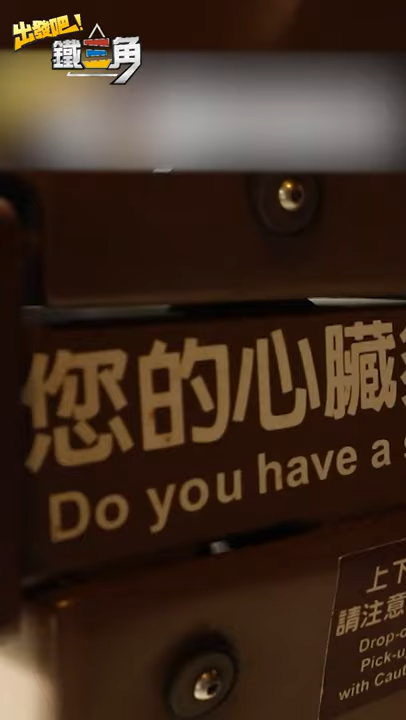 出發吧!
鐵三角
您的心臟
Do you have a
上下
請注意
Drop-o
Pick-u
with Caut